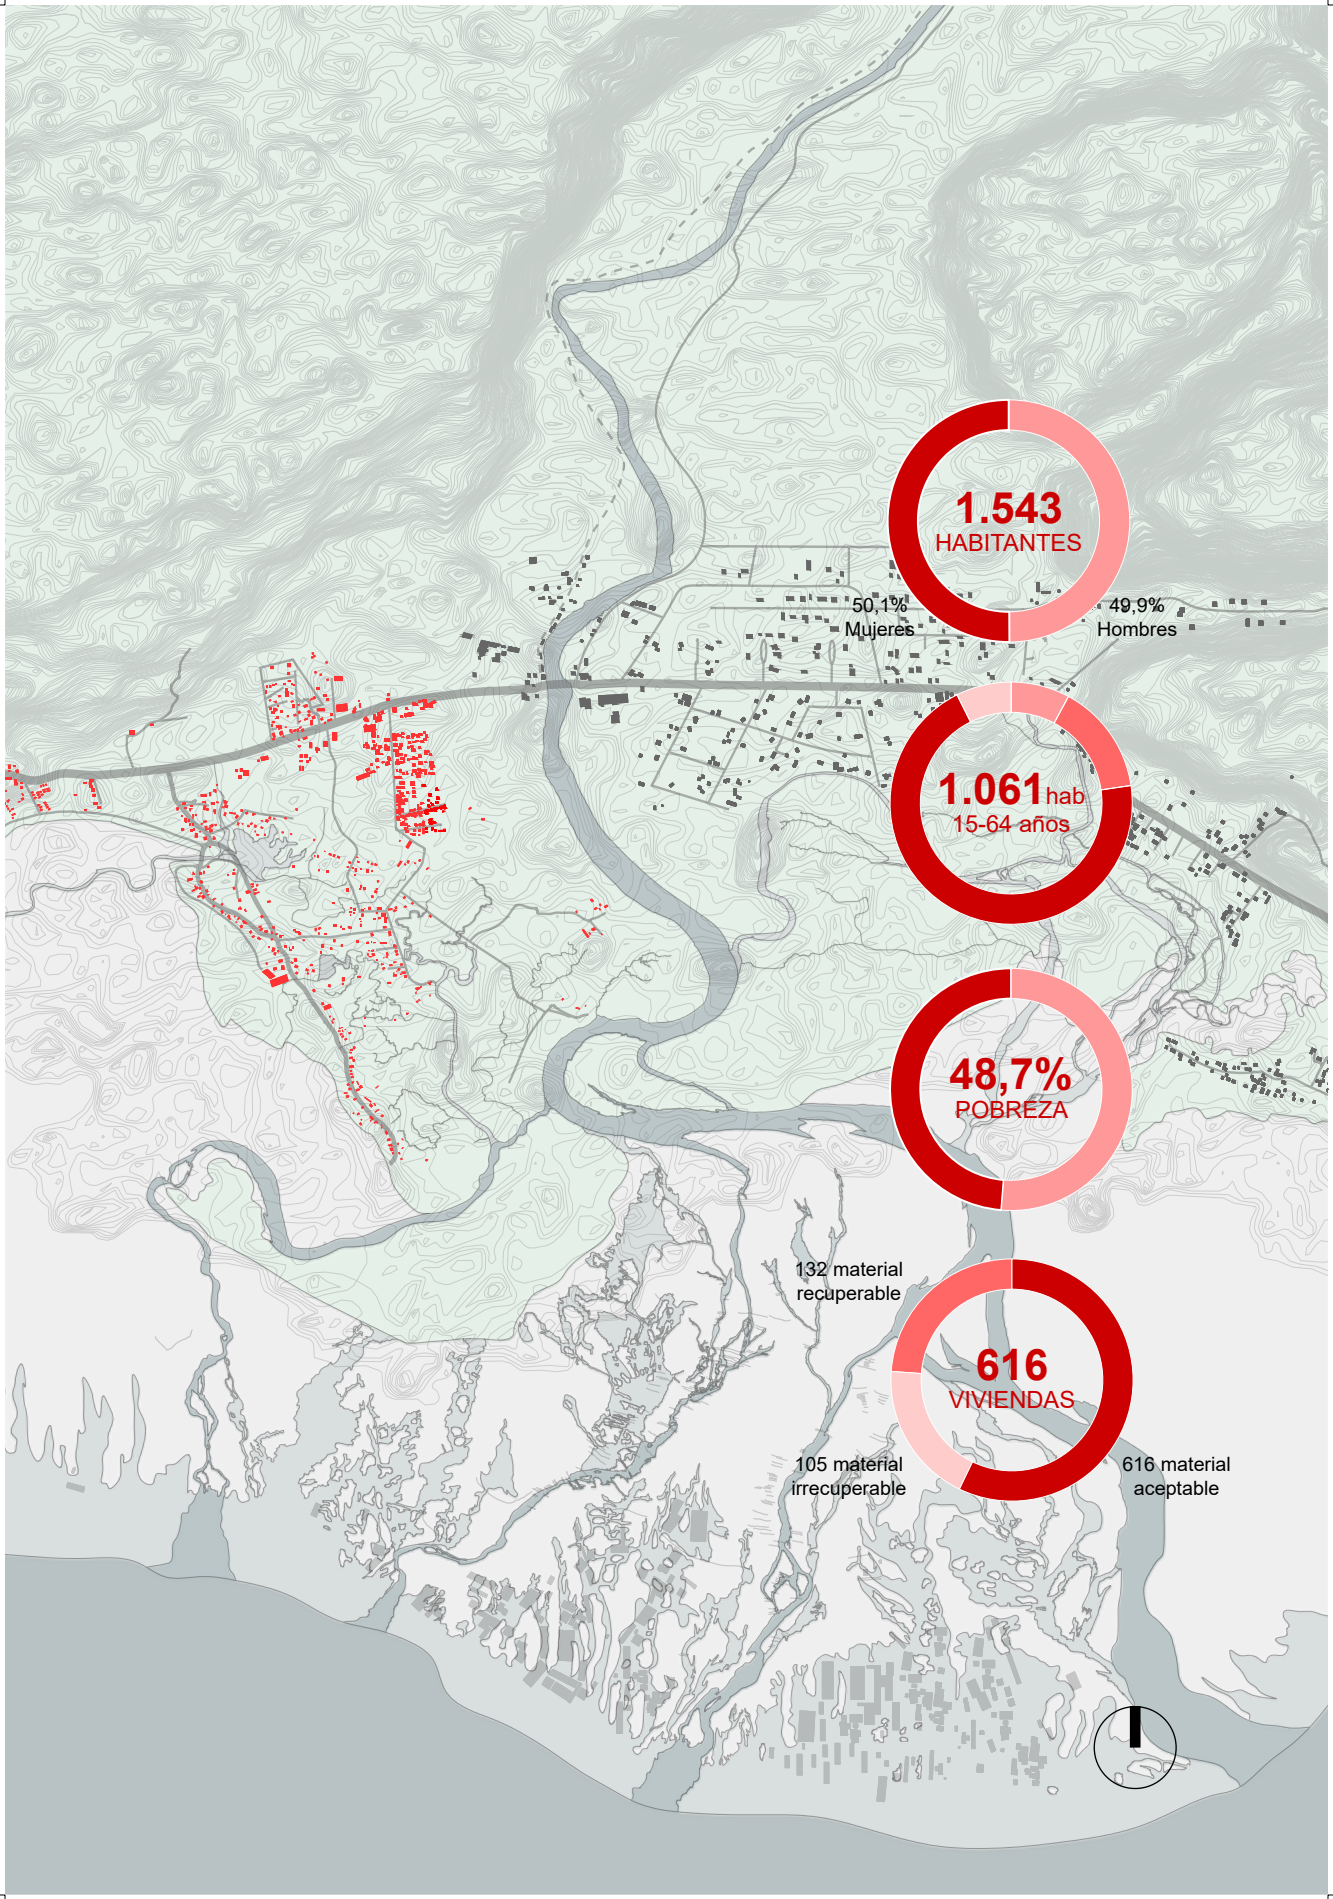 1.543
HABITANTES
50,1%
Mujeres
49,9%
Hombres
1.061hab
15-64 años
48,7%
POBREZA
132 material
recuperable
616
VIVIENDAS
105 material
irrecuperable
616 material
aceptable